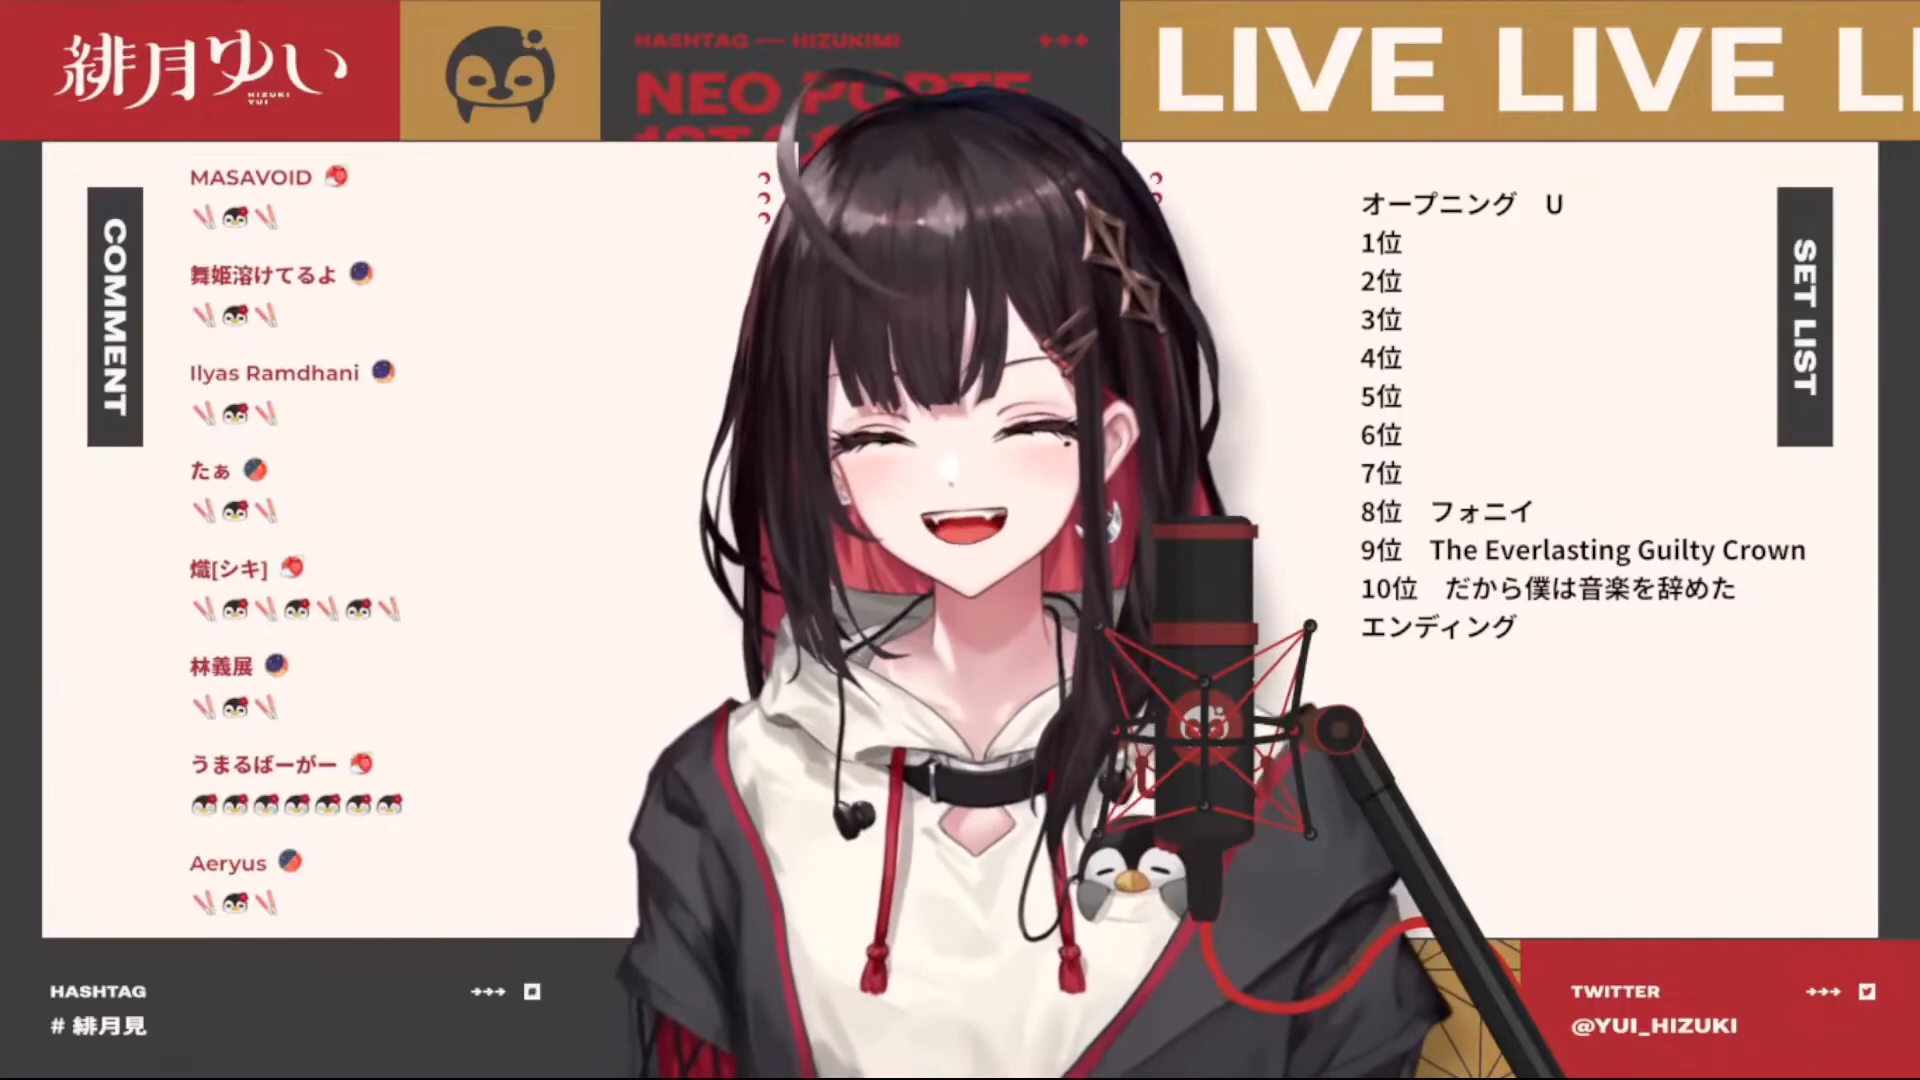 緋月ゆい
HIZUKI
YUI
HASHTAG — HIZUKIMI
NEO PORTE
LIVE LIVE
COMMENT
MASAVOID
舞姫溶けてるよ
Ilyas Ramdhani
たぁ
熾[シキ]
林義展
うまるばーがー
Aeryus
オープニング U
1位
2位
3位
4位
5位
6位
7位
8位 フォニイ
9位 The Everlasting Guilty Crown
10位 だから僕は音楽を辞めた
エンディング
SET LIST
HASHTAG
#
# 緋月見
TWITTER
@YUI_HIZUKI